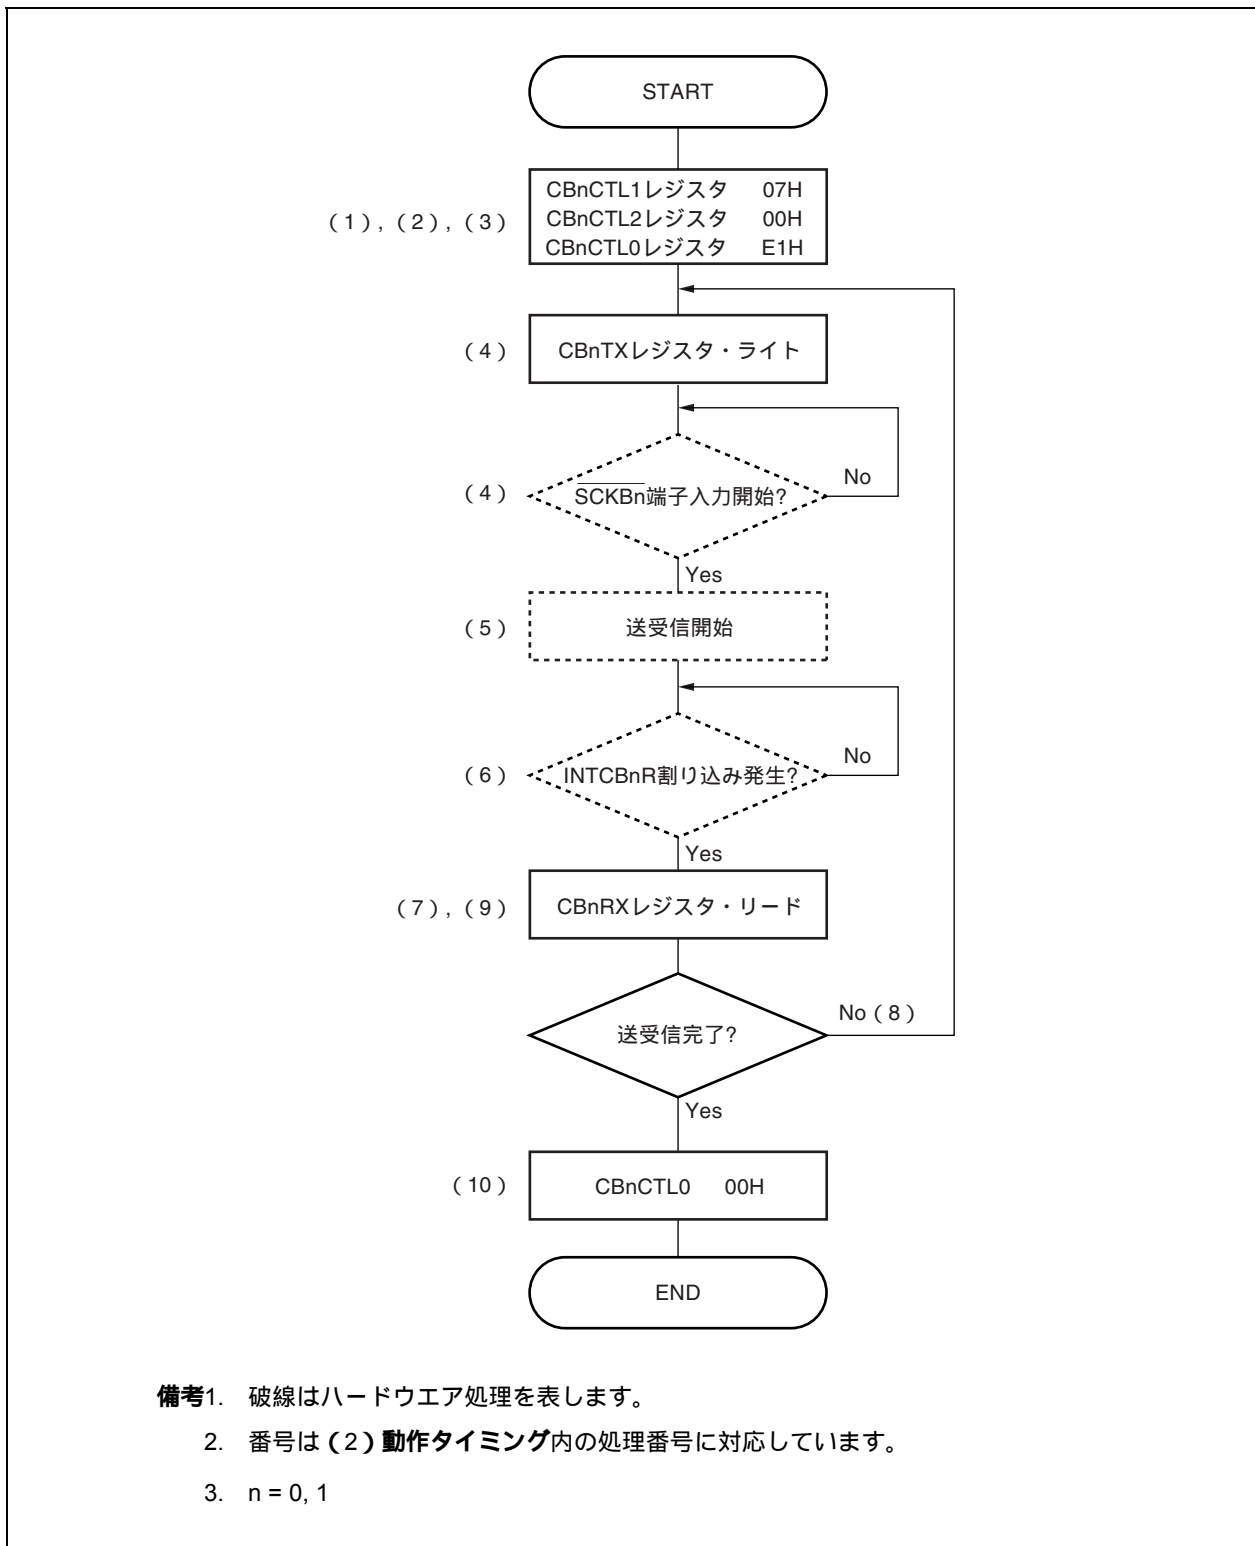 START
CBnCTL1レジスタ 07H
(1), (2), (3) CBnCTL2レジスタ 00H
CBnCTL0レジスタ E1H
(4) CBnTXレジスタ・ライト
No
(4) SCKBn端子入力開始?
Yes
(5) 送受信開始
No
(6) INTCBnR割り込み発生?
Yes
(7), (9) CBnRXレジスタ・リード
No (8)
送受信完了?
Yes
(10) CBnCTL0 00H
END
備考1. 破線はハードウエア処理を表します。
2. 番号は(2)動作タイミング内の処理番号に対応しています。
3. n = 0, 1